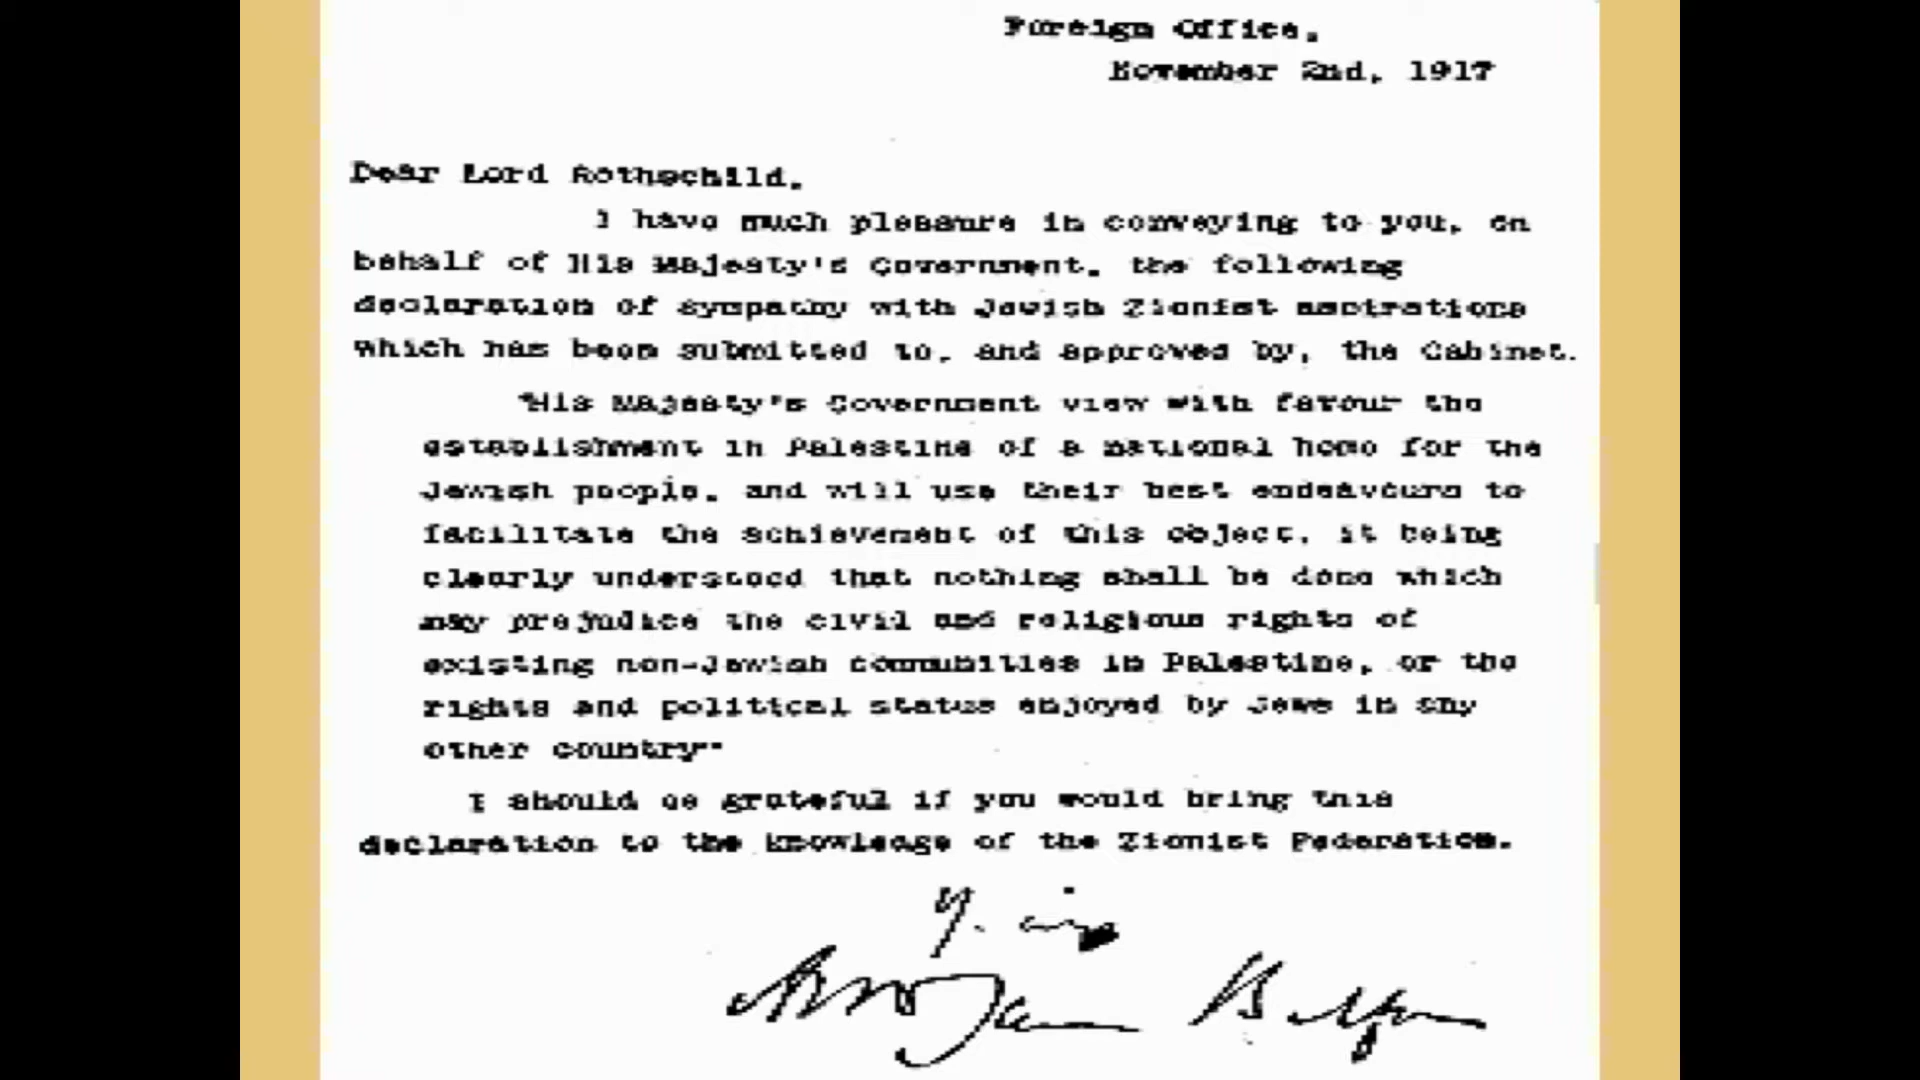 Foreign Office,
November 2nd, 1917
Dear Lord Rothschild,
I have much pleasure in conveying to you, on
behalf of His Majesty's Government, the following
declaration of sympathy with Jewish Zionist aspirations
which has been submitted to, and approved by, the Cabinet.
"His Majesty's Government view with favour the
establishment in Palestine of a national home for the
Jewish people, and will use their best endeavours to
facilitate the achievement of this object, it being
clearly understood that nothing shall be done which
may prejudice the civil and religious rights of
existing non-Jewish communities in Palestine, or the
rights and political status enjoyed by Jews in any
other country"
I should be grateful if you would bring this
declaration to the knowledge of the Zionist Federation.
Arthur James Balfour